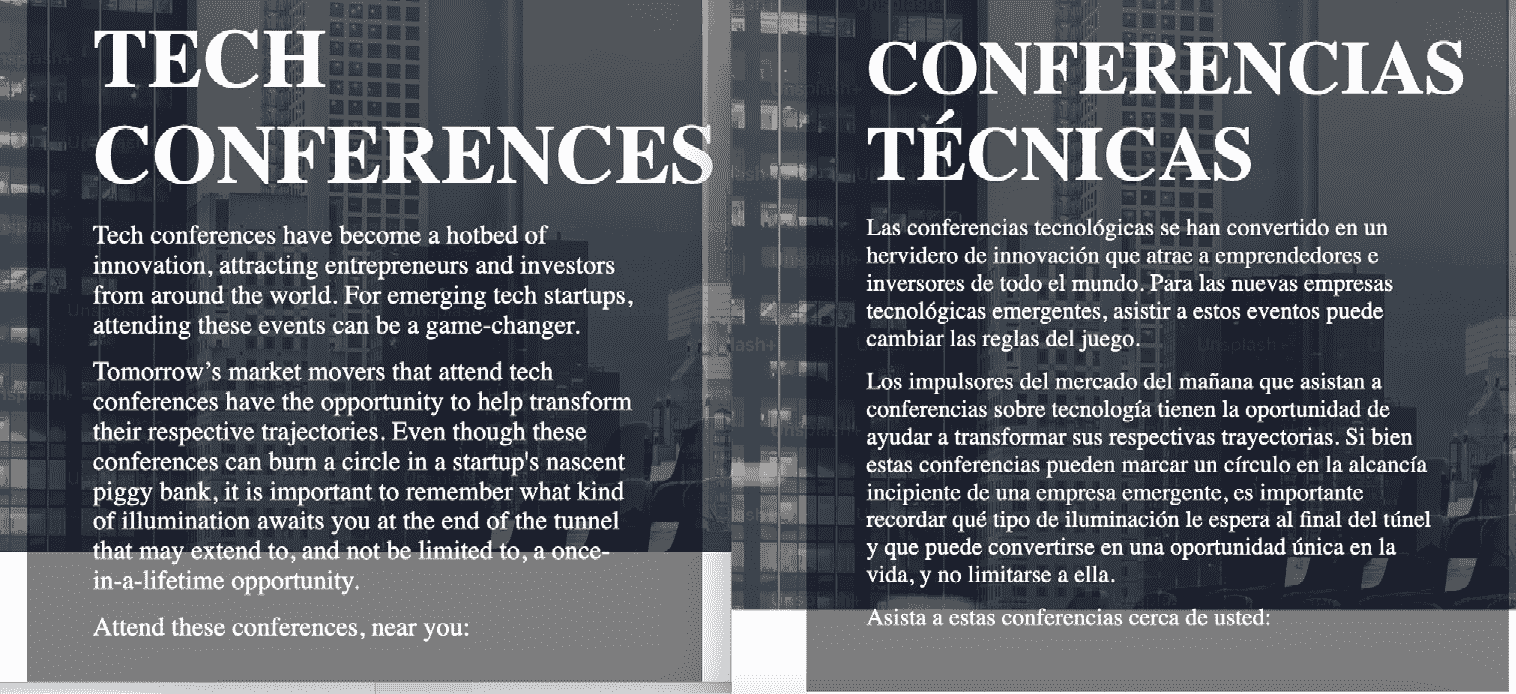 TECH
CONFERENCES
Tech conferences have become a hotbed of
innovation, attracting entrepreneurs and investors
from around the world. For emerging tech startups,
attending these events can be a game-changer.
Tomorrow’s market movers that attend tech
conferences have the opportunity to help transform
their respective trajectories. Even though these
conferences can burn a circle in a startup's nascent
piggy bank, it is important to remember what kind
of illumination awaits you at the end of the tunnel
that may extend to, and not be limited to, a once-
in-a-lifetime opportunity.
Attend these conferences, near you:
CONFERENCIAS
TÉCNICAS
Las conferencias tecnológicas se han convertido en un
hervidero de innovación que atrae a emprendedores e
inversores de todo el mundo. Para las nuevas empresas
tecnológicas emergentes, asistir a estos eventos puede
cambiar las reglas del juego.
Los impulsores del mercado del mañana que asistan a
conferencias sobre tecnología tienen la oportunidad de
ayudar a transformar sus respectivas trayectorias. Si bien
estas conferencias pueden marcar un círculo en la alcancía
incipiente de una empresa emergente, es importante
recordar qué tipo de iluminación le espera al final del túnel
y que puede convertirse en una oportunidad única en la
vida, y no limitarse a ella.
Asista a estas conferencias cerca de usted:
Unsplash+